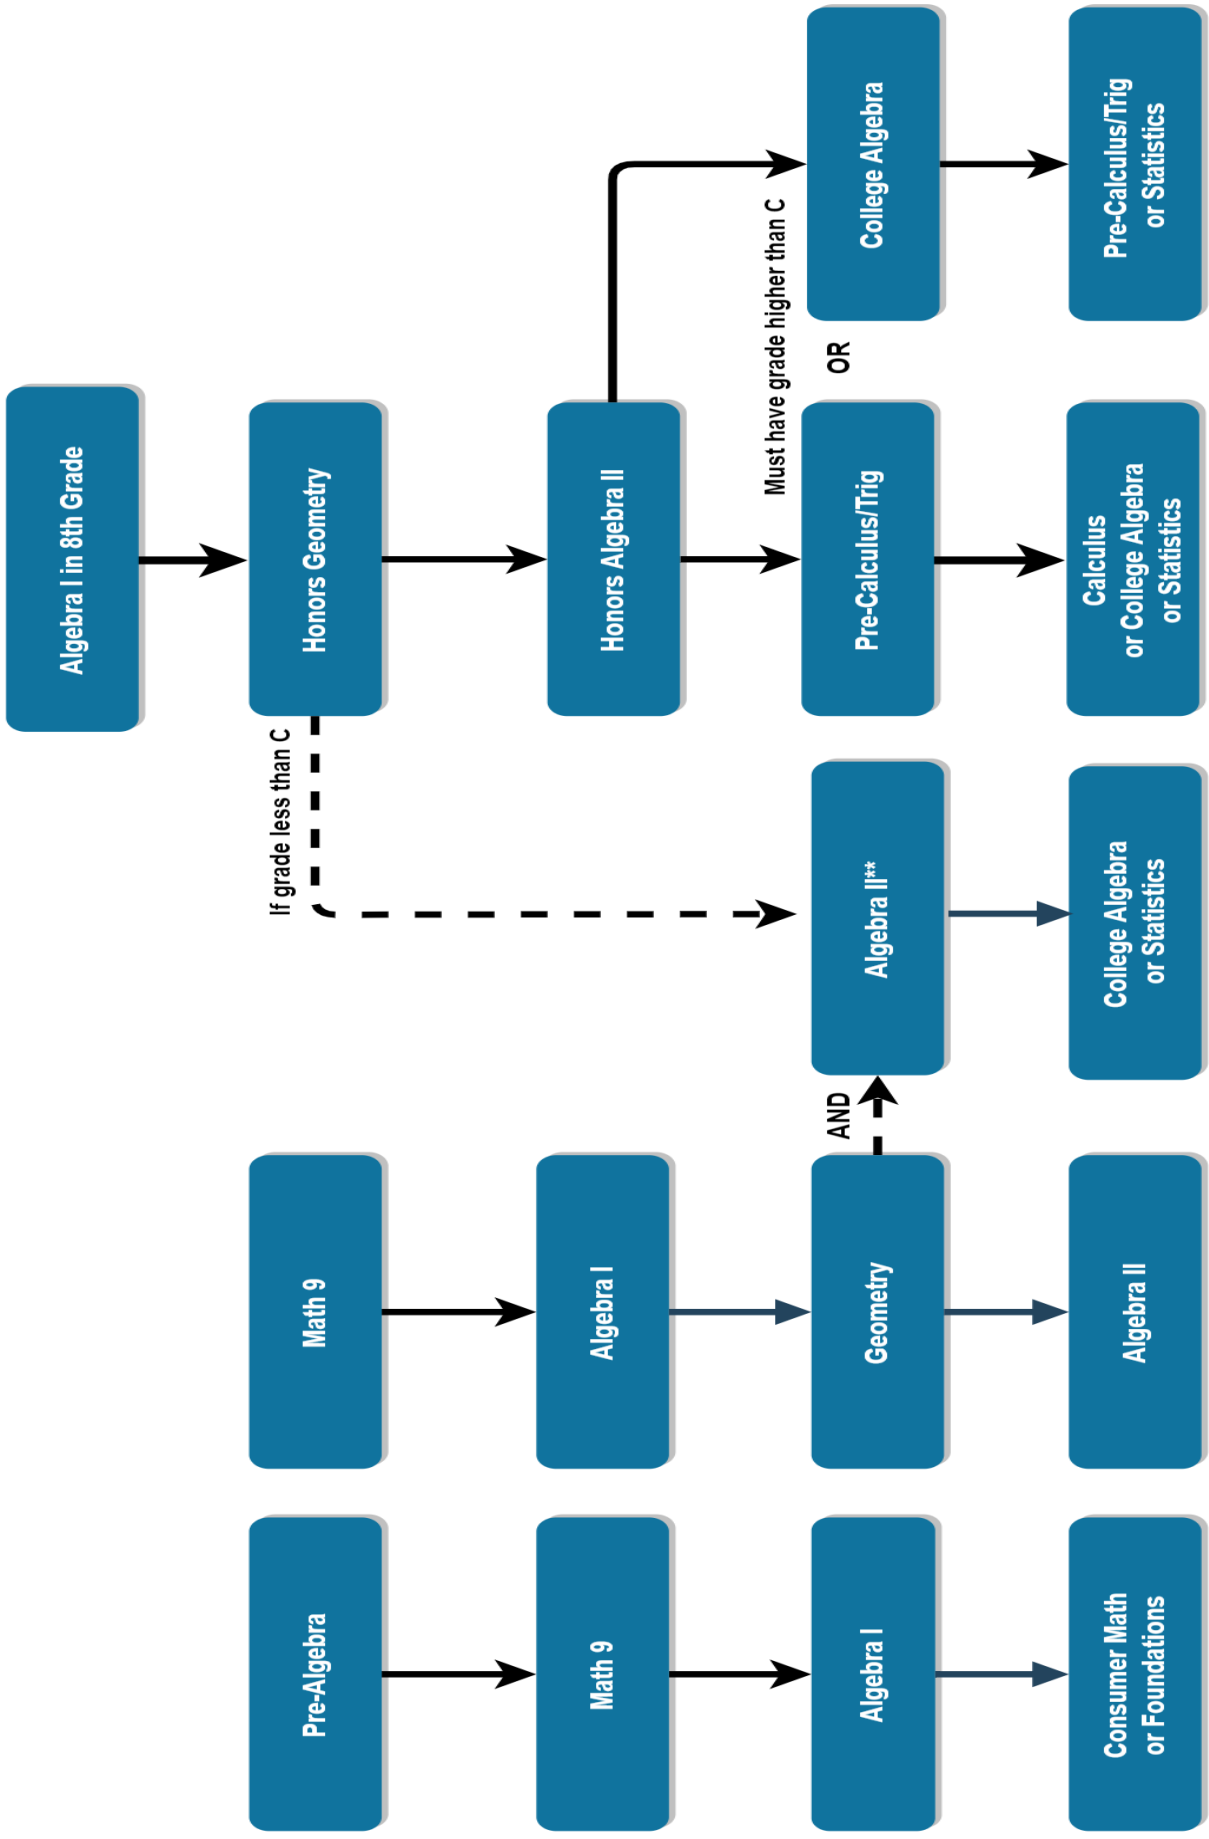 Algebra I in 8th Grade
Pre-Algebra
Math 9
If grade less than C
Honors Geometry
Math 9
Algebra I
Honors Algebra II
Must have grade higher than C
Algebra I
Geometry
AND
Algebra II**
Pre-Calculus/Trig
OR
College Algebra
Consumer Math
or Foundations
Algebra II
College Algebra
or Statistics
Calculus
or College Algebra
or Statistics
Pre-Calculus/Trig
or Statistics